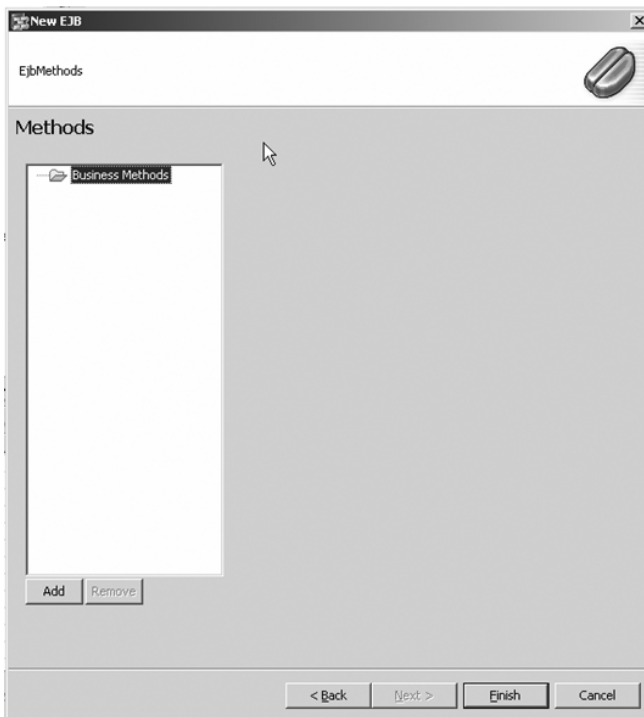 New EJB
EjbMethods
Methods
Business Methods
Add Remove
< Back Next > Finish Cancel